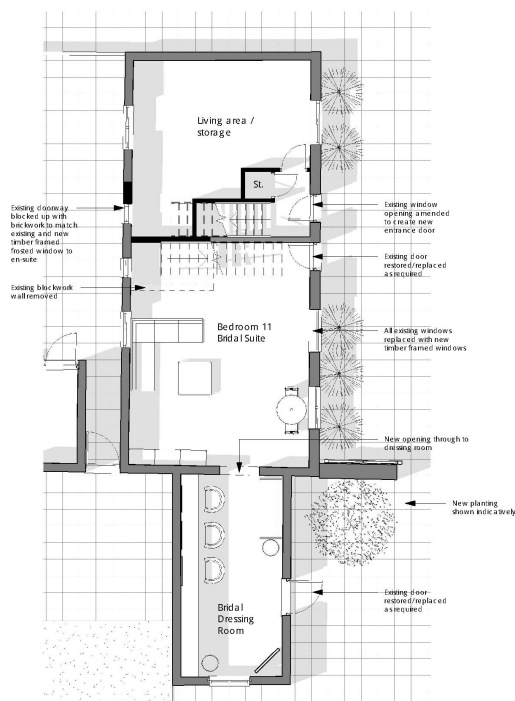 Living area /
storage
St.
Existing doorway
blocked up with
brickwork to match
existing and new
timber framed
frosted window to
en-suite
Existing window
opening amended
to create new
entrance door
Existing door
restored/replaced
as required
Existing blockwork
wall removed
Bedroom 11
Bridal Suite
All existing windows
replaced with new
timber framed windows
New opening through to
dressing room
New planting
shown indicatively
Existing door
restored/replaced
as required
Bridal
Dressing
Room